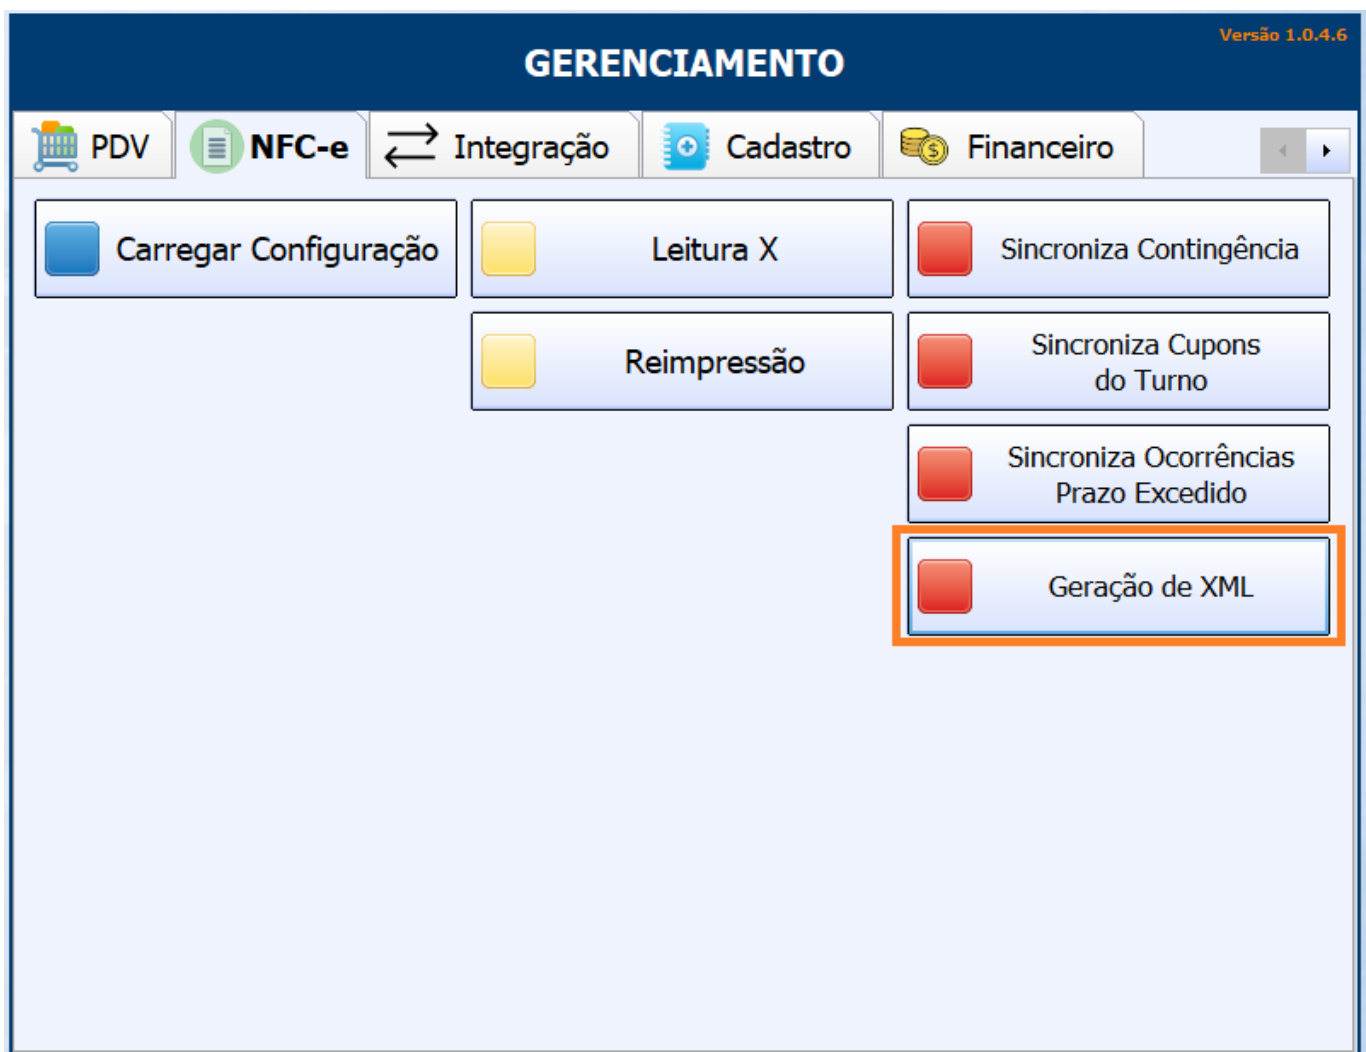 Versão 1.0.4.6
GERENCIAMENTO
PDV
NFC-e
Integração
Cadastro
Financeiro
Carregar Configuração
Leitura X
Sincroniza Contingência
Reimpressão
Sincroniza Cupons
do Turno
Sincroniza Ocorrências
Prazo Excedido
Geração de XML